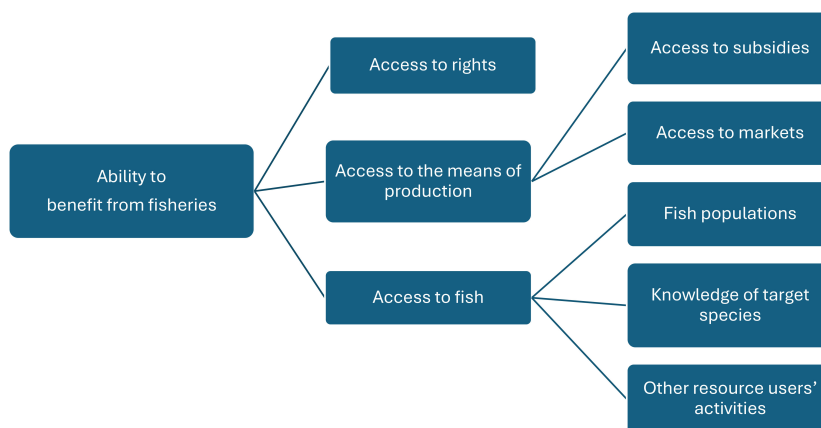 Ability to
benefit from fisheries
Access to rights
Access to the means of
production
Access to fish
Access to subsidies
Access to markets
Fish populations
Knowledge of target
species
Other resource users’
activities